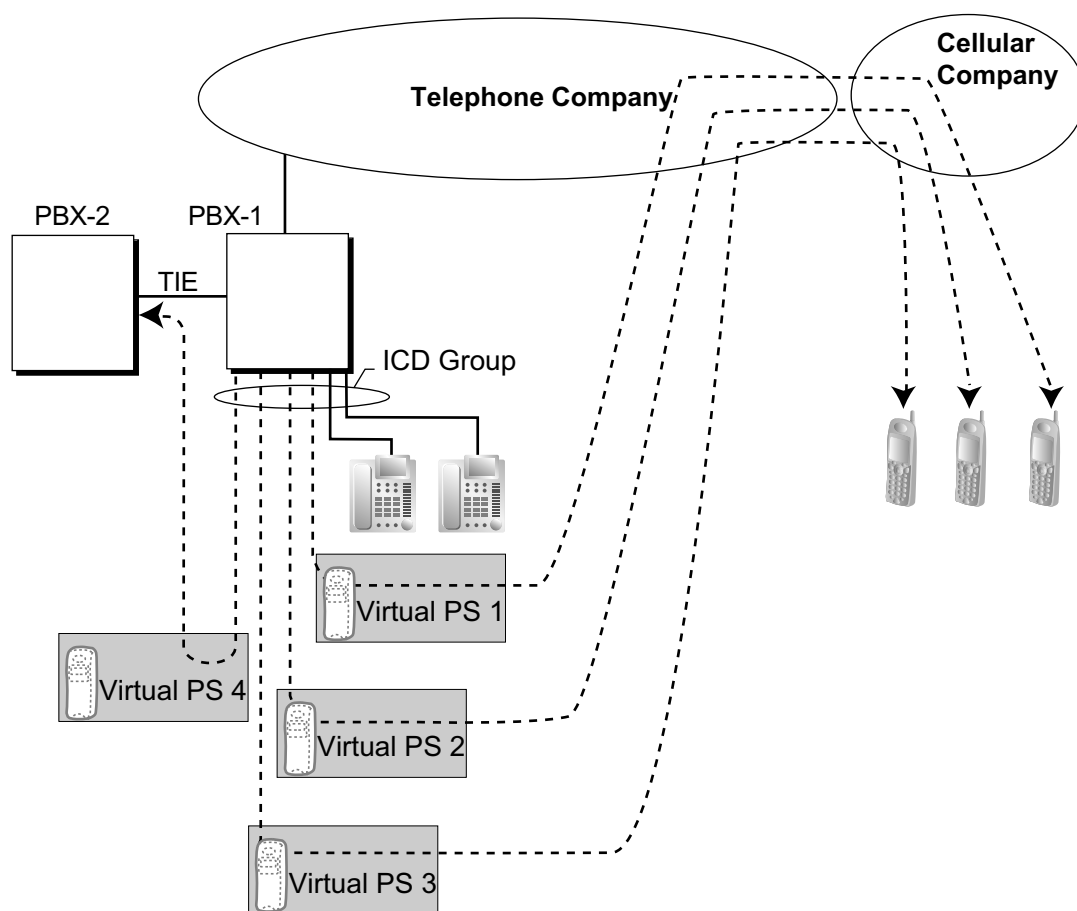 Cellular
Company
Telephone Company
PBX-2
PBX-1
TIE
ICD Group
Virtual PS 1
Virtual PS 4
Virtual PS 2
Virtual PS 3